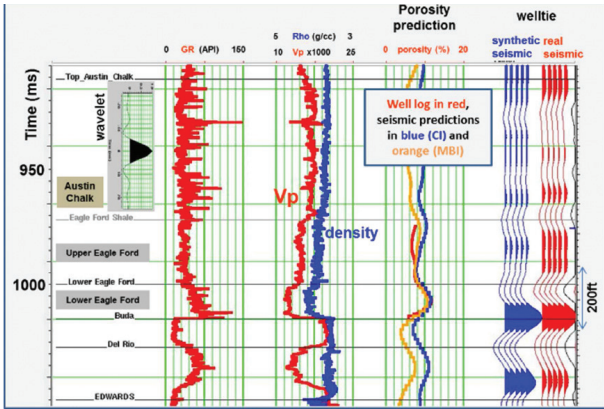 Porosity
prediction
welltie
5 Rho (g/cc) 3
0 GR (API) 150
10 Vp x1000 25
0 porosity (%) 20
synthetic
seismic
real
seismic
Time (ms)
Top_Austin_Chalk
wavelet
Well log in red,
seismic predictions
in blue (CI) and
orange (MBI)
950
Austin
Chalk
Vp
Eagle Ford Shale
density
Upper Eagle Ford
Lower Eagle Ford
1000
Lower Eagle Ford
200ft
Buda
Del Rio
EDWARDS